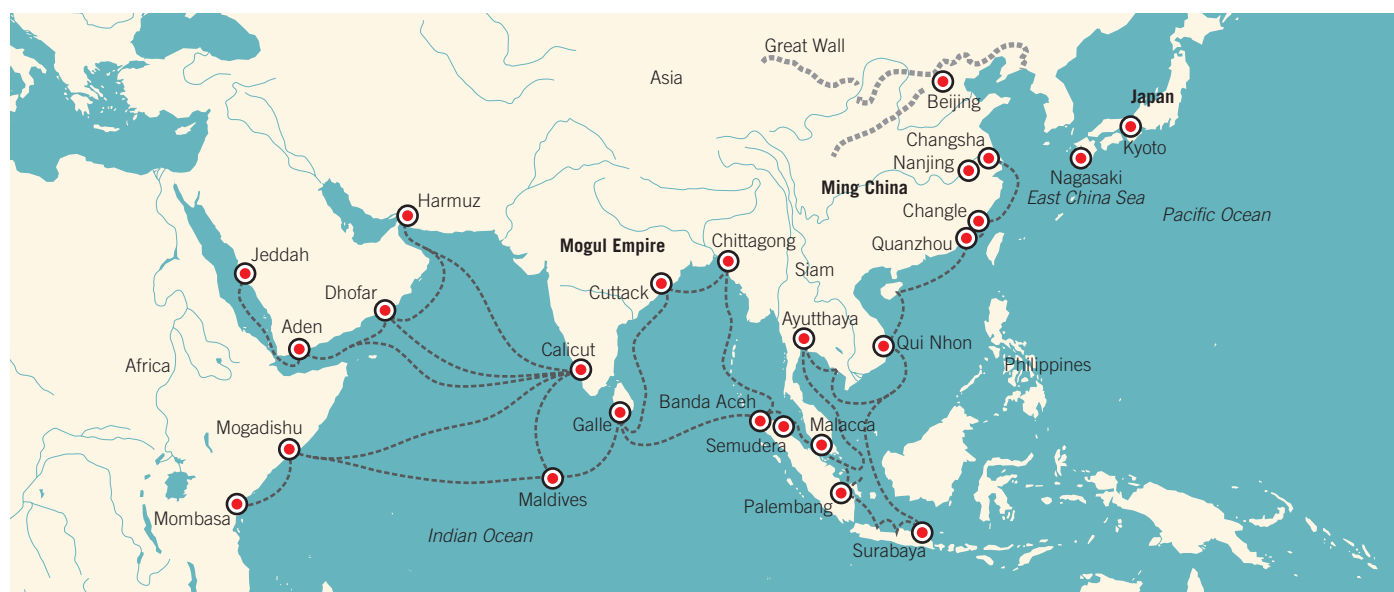 Great Wall
Asia
Beijing
Japan
Kyoto
Changsha
Nanjing
Nagasaki
Ming China
East China Sea
Harmuz
Changle
Pacific Ocean
Mogul Empire
Chittagong
Quanzhou
Jeddah
Siam
Dhofar
Cuttack
Ayutthaya
Aden
Qui Nhon
Calicut
Africa
Philippines
Banda Aceh
Galle
Malacca
Mogadishu
Semudera
Maldives
Palembang
Mombasa
Indian Ocean
Surabaya